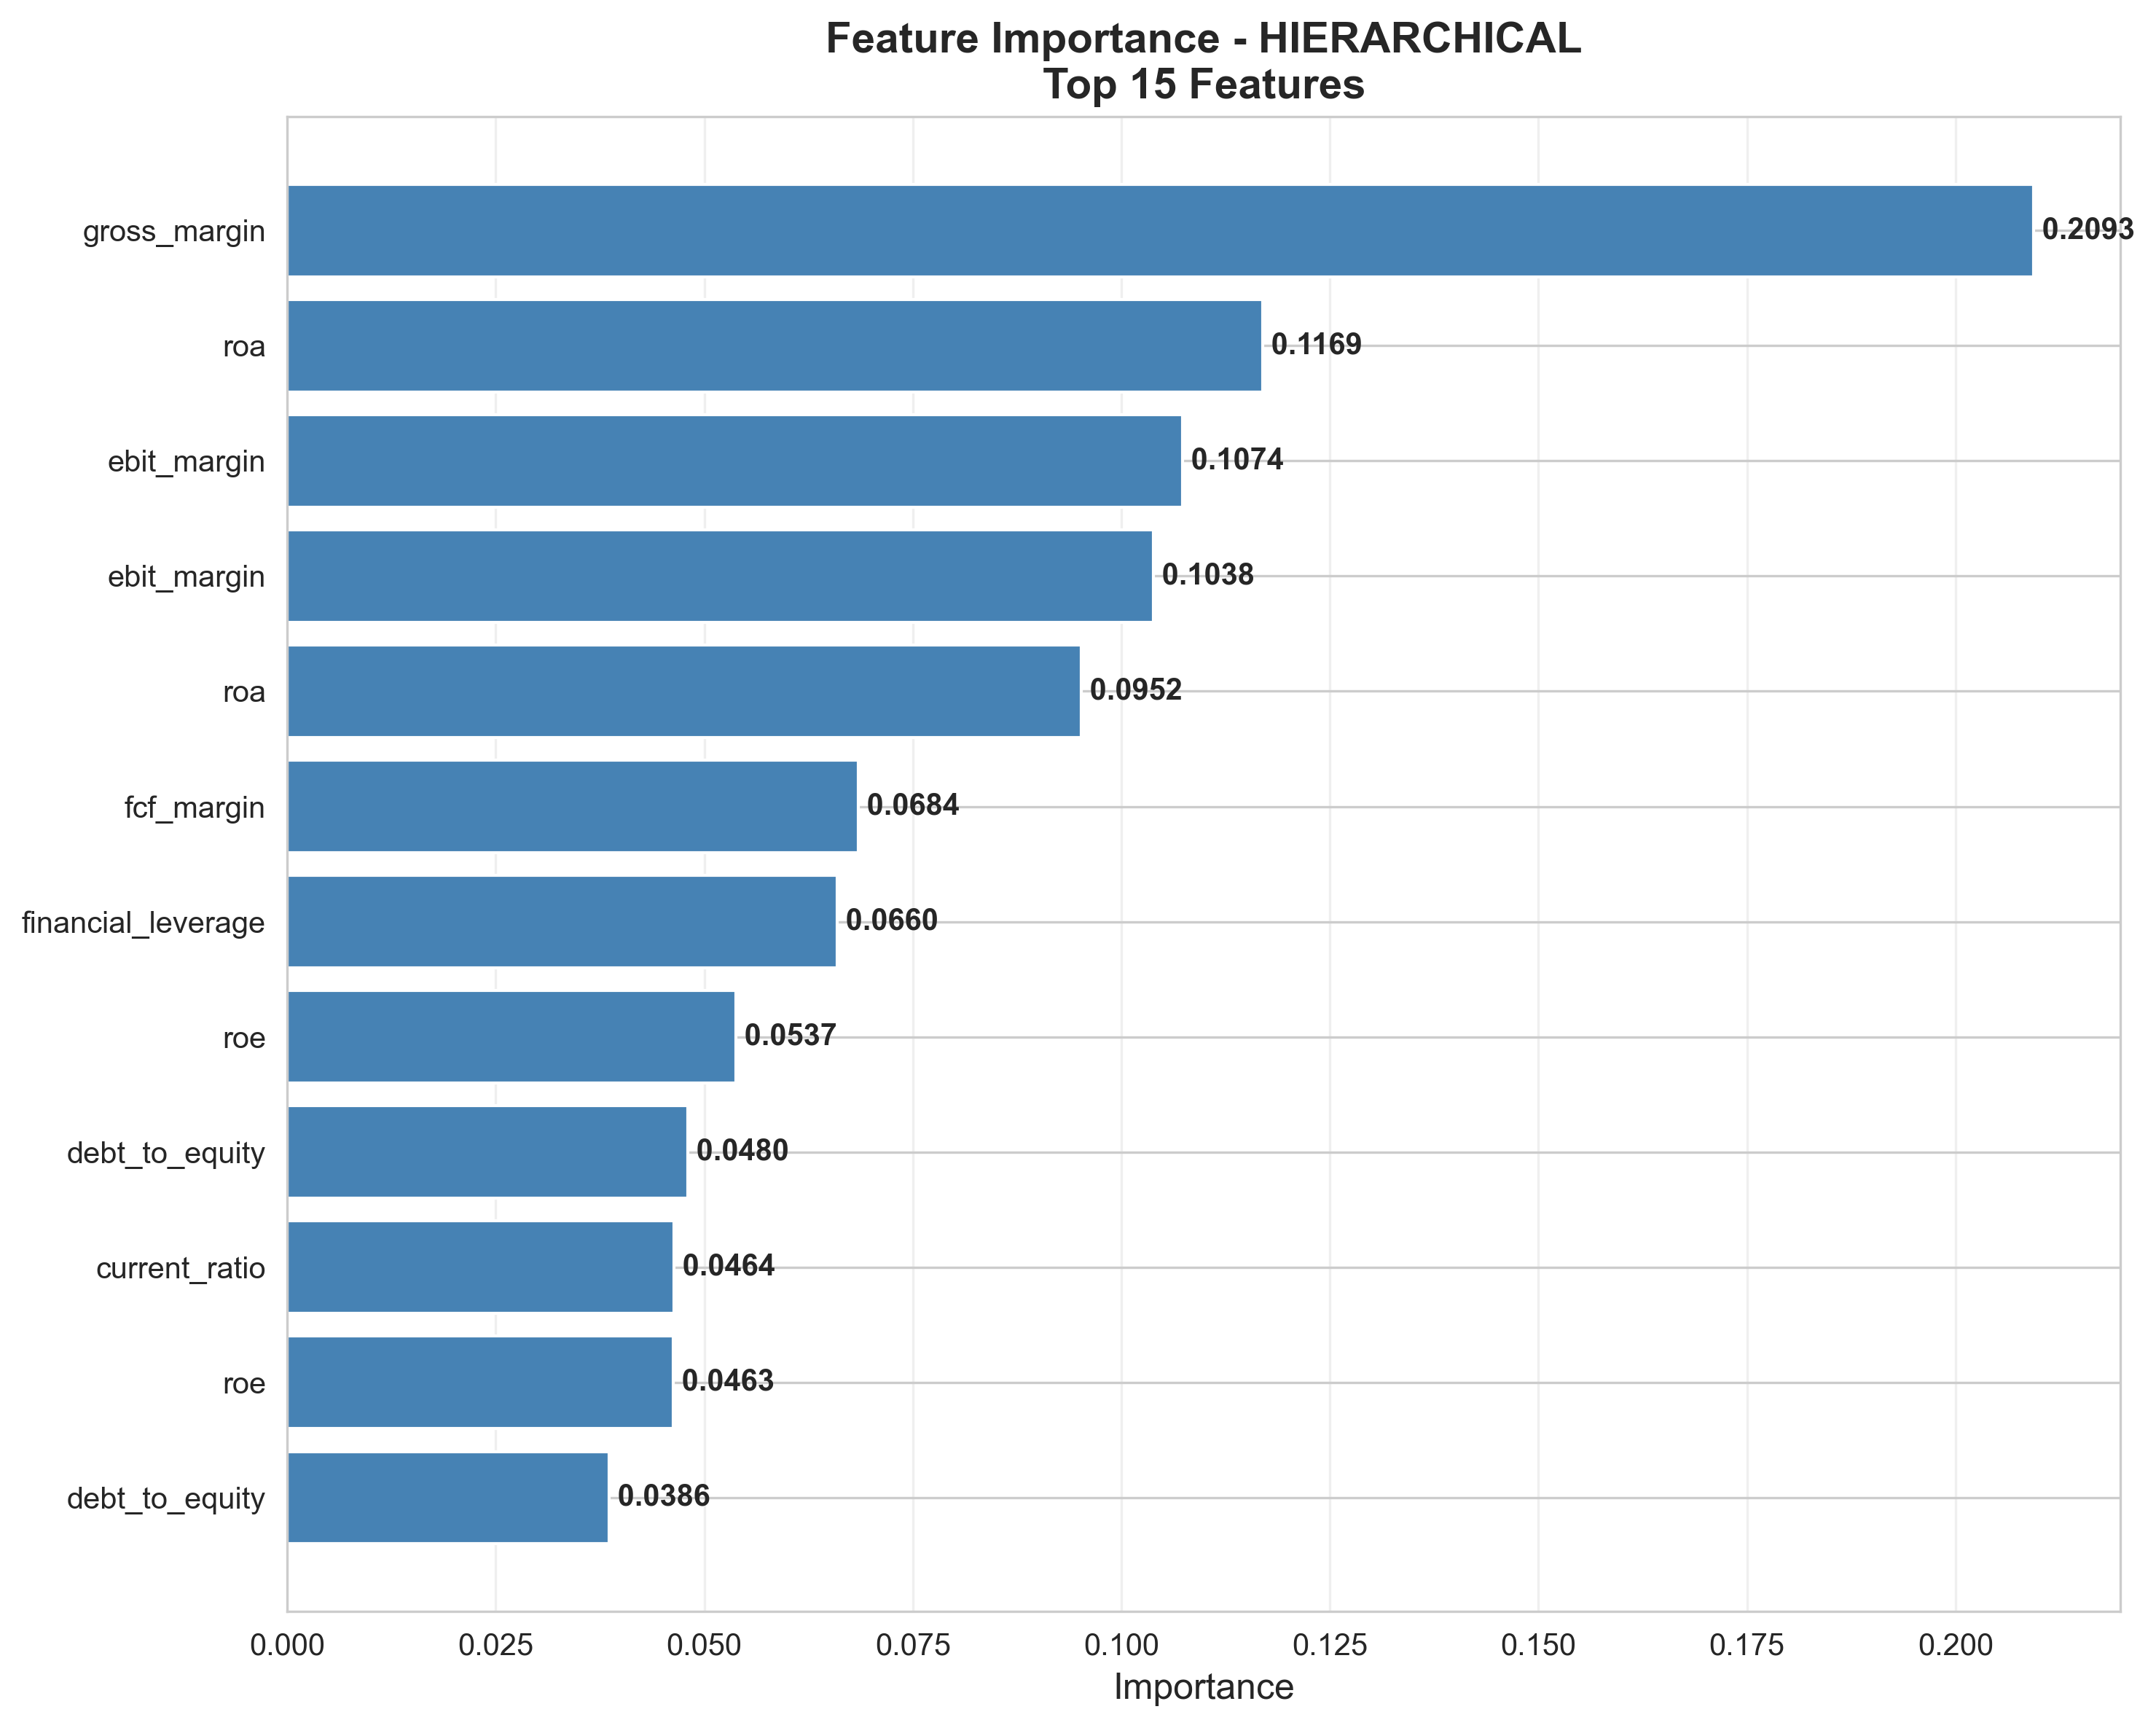 Feature Importance - HIERARCHICAL
Top 15 Features
gross_margin 0.2093
roa 0.1169
ebit_margin 0.1074
ebit_margin 0.1038
roa 0.0952
fcf_margin 0.0684
financial_leverage 0.0660
roe 0.0537
debt_to_equity 0.0480
current_ratio 0.0464
roe 0.0463
debt_to_equity 0.0386
0.000 0.025 0.050 0.075 0.100 0.125 0.150 0.175 0.200
Importance